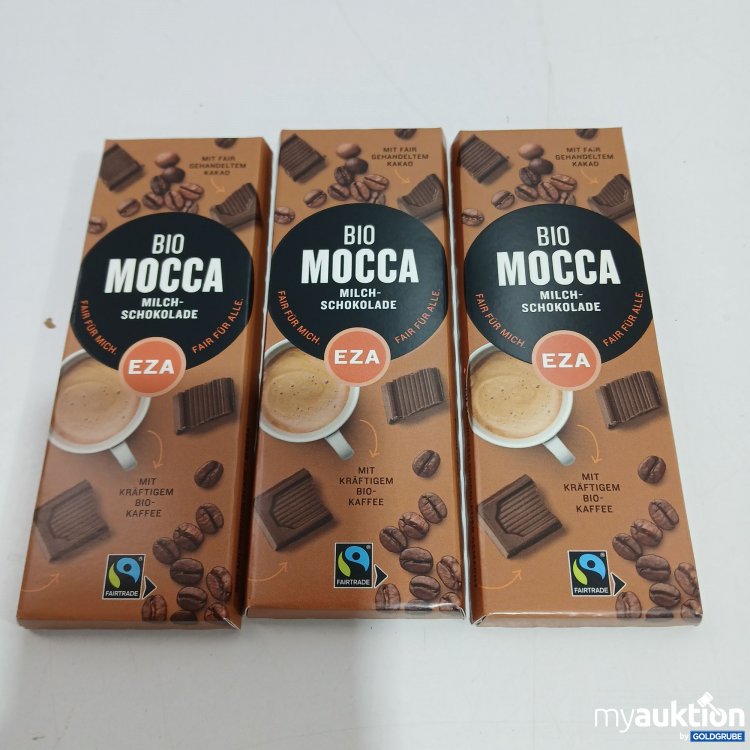 MIT FAIR
GEHANDELTEM
KAKAO
BIO
MOCCA
MILCH-
SCHOKOLADE
FAIR FÜR MICH. FAIR FÜR ALLE.
EZA
MIT
KRÄFTIGEM
BIO-
KAFFEE
FAIRTRADE
MIT FAIR
GEHANDELTEM
KAKAO
BIO
MOCCA
MILCH-
SCHOKOLADE
FAIR FÜR MICH. FAIR FÜR ALLE.
EZA
MIT
KRÄFTIGEM
BIO-
KAFFEE
FAIRTRADE
MIT FAIR
GEHANDELTEM
KAKAO
BIO
MOCCA
MILCH-
SCHOKOLADE
FAIR FÜR MICH. FAIR FÜR ALLE.
EZA
MIT
KRÄFTIGEM
BIO-
KAFFEE
FAIRTRADE
myauktion
by GOLDGRUBE